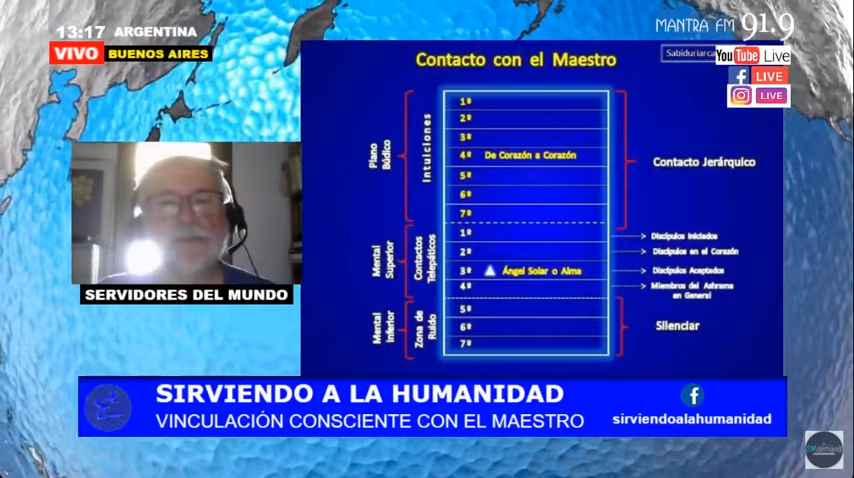 13:17 ARGENTINA
VIVO BUENOS AIRES
MANTRA FM 91.9
YouTube Live
LIVE
LIVE
Contacto con el Maestro
Plano Búdico
Intuiciones
1º
2º
3º
4º De Corazón a Corazón
5º
6º
7º
Contacto Jerárquico
Mental Superior
Contactos Telepáticos
1º
2º
3º Ángel Solar o Alma
4º
Discípulos Iniciados
Discípulos en el Corazón
Discípulos Aceptados
Miembros del Ashrama
en General
Mental Inferior
Zona de Ruido
5º
6º
7º
Silenciar
SERVIDORES DEL MUNDO
SIRVIENDO A LA HUMANIDAD
VINCULACIÓN CONSCIENTE CON EL MAESTRO
sirviendoalahumanidad